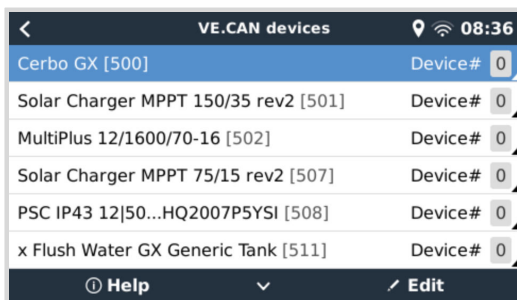 VE.CAN devices 08:36
Cerbo GX [500] Device# 0
Solar Charger MPPT 150/35 rev2 [501] Device# 0
MultiPlus 12/1600/70-16 [502] Device# 0
Solar Charger MPPT 75/15 rev2 [507] Device# 0
PSC IP43 12|50...HQ2007P5YSI [508] Device# 0
x Flush Water GX Generic Tank [511] Device# 0
Help Edit